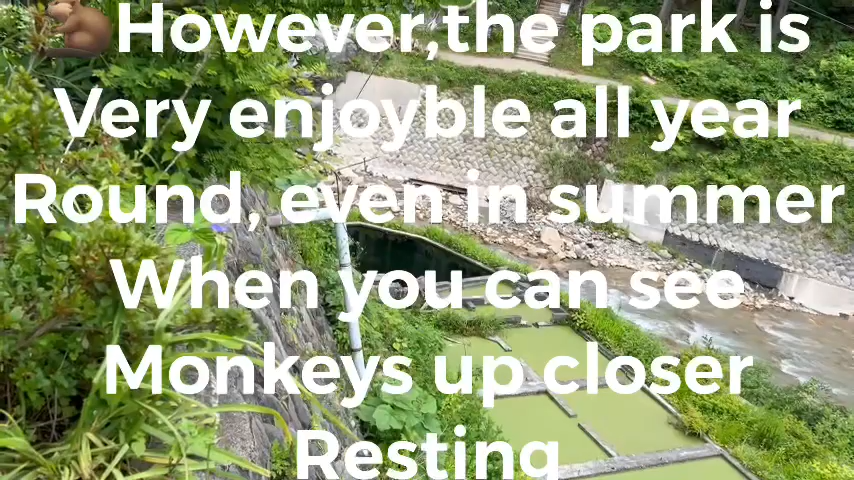 However,the park is
Very enjoyble all year
Round, even in summer
When you can see
Monkeys up closer
Resting